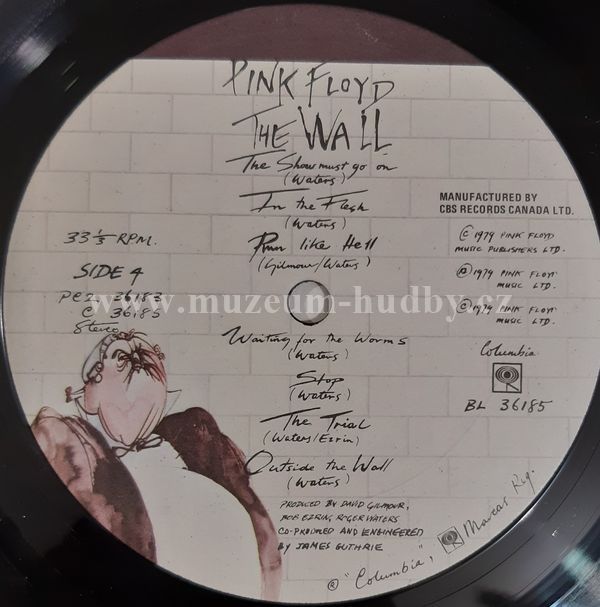 PINK FLOYD
THE WALL
The Show must go on
(Waters)
In the Flesh
(Waters)
Run like Hell
(Gilmour/Waters)
MANUFACTURED BY
CBS RECORDS CANADA LTD.
© 1979 PINK FLOYD
MUSIC PUBLISHERS LTD.
℗ 1979 PINK FLOYD
MUSIC LTD.
© 1979 PINK FLOYD
MUSIC LTD.
33 1/3 RPM.
SIDE 4
PC2 36183
© 36185
Stereo
www.muzeum-hudby.cz
Waiting for the Worms
(Waters)
Stop
(Waters)
The Trial
(Waters/Ezrin)
Outside the Wall
(Waters)
Columbia
BL 36185
PRODUCED BY DAVID GILMOUR,
BOB EZRIN, ROGER WATERS
CO-PRODUCED AND ENGINEERED
BY JAMES GUTHRIE
® "Columbia", Marcas Reg.